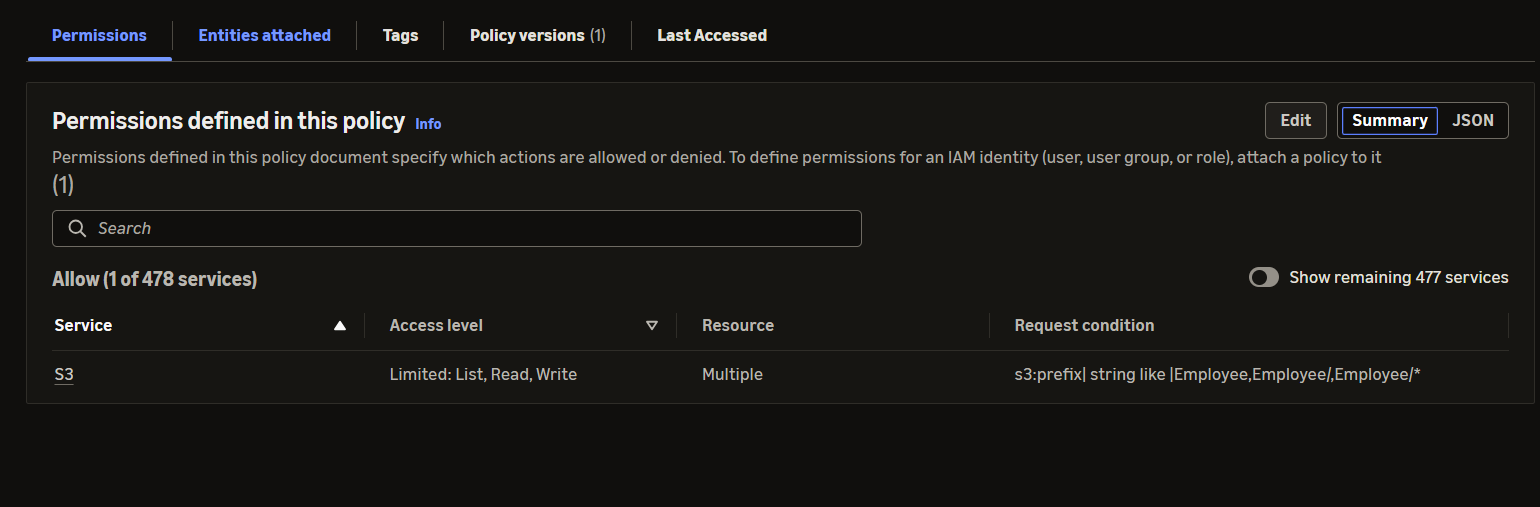 Permissions Entities attached Tags Policy versions (1) Last Accessed
Permissions defined in this policy Info Edit Summary JSON
Permissions defined in this policy document specify which actions are allowed or denied. To define permissions for an IAM identity (user, user group, or role), attach a policy to it
(1)
Search
Allow (1 of 478 services) Show remaining 477 services
Service Access level Resource Request condition
S3 Limited: List, Read, Write Multiple s3:prefix| string like |Employee,Employee/,Employee/*